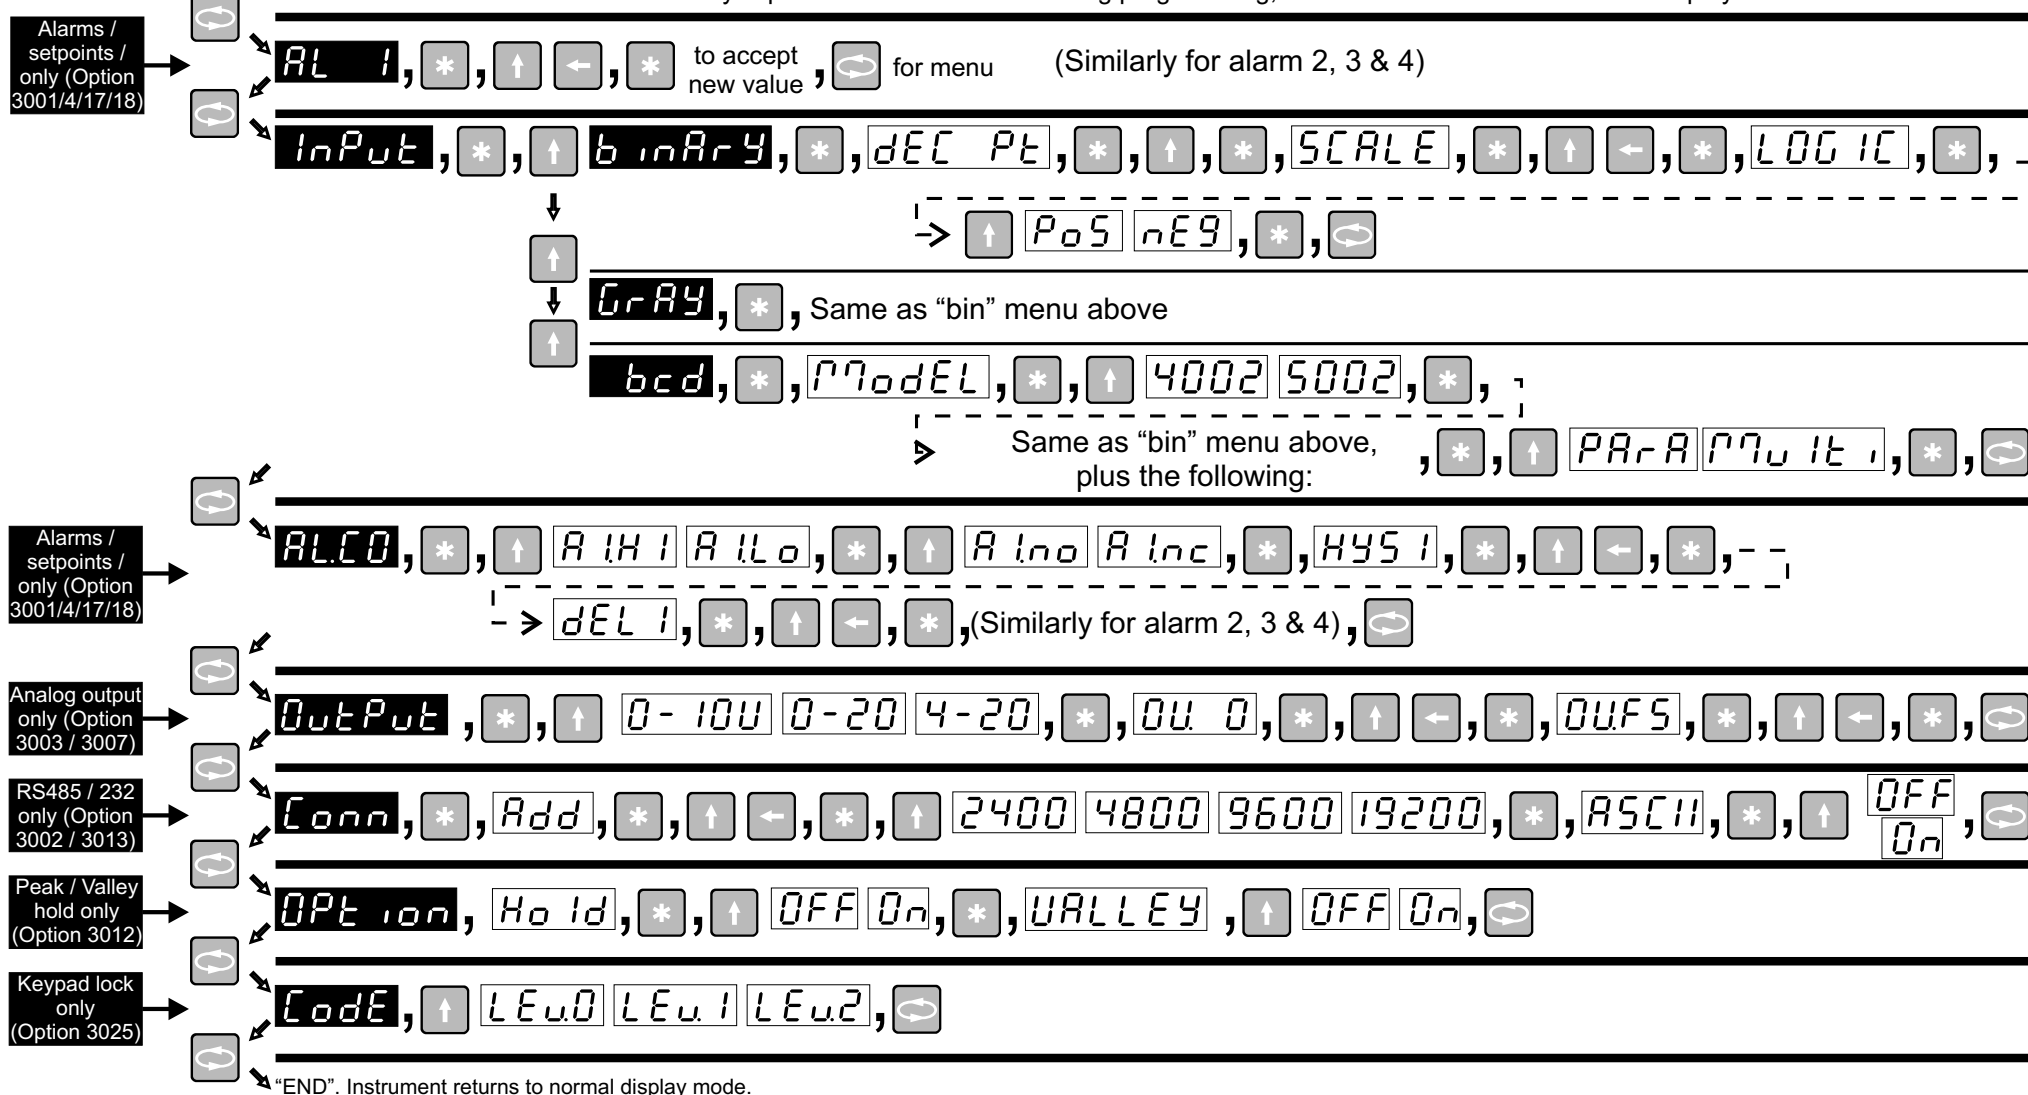 Alarms /
setpoints /
only (Option
3001/4/17/18)
AL 1, *, ↑ ←, * to accept
new value , for menu (Similarly for alarm 2, 3 & 4)
InPut, *, ↑ binArY, *, dEC Pt, *, ↑, *, SCALE, *, ↑ ←, *, LOGIC, *,
↑ PoS nEg, *,
GrAY, *, Same as “bin” menu above
bcd, *, ModEL, *, ↑ 4002 5002, *,
Same as “bin” menu above,
plus the following:
, *, ↑ PArA Multi, *,
Alarms /
setpoints /
only (Option
3001/4/17/18)
AL.CO, *, ↑ A1.HI A1.Lo, *, ↑ A1.no A1.nc, *, HYS 1, *, ↑ ←, *,
dEL 1, *, ↑ ←, *, (Similarly for alarm 2, 3 & 4) ,
Analog output
only (Option
3003 / 3007)
OutPut , *, ↑ 0-10U 0-20 4-20, *, OU. 0, *, ↑ ←, *, OU.FS, *, ↑ ←, *,
RS485 / 232
only (Option
3002 / 3013)
Conn, *, Add, *, ↑ ←, *, ↑ 2400 4800 9600 19200, *, ASCII, *, ↑ OFF On ,
Peak / Valley
hold only
(Option 3012)
OPtion, Hold, *, ↑ OFF On, *, UALLEY , ↑ OFF On,
Keypad lock
only
(Option 3025)
CodE, ↑ LEv.0 LEv.1 LEv.2,
“END”. Instrument returns to normal display mode.